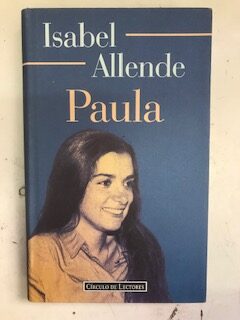 Isabel
Allende
Paula
CÍRCULO DE LECTORES